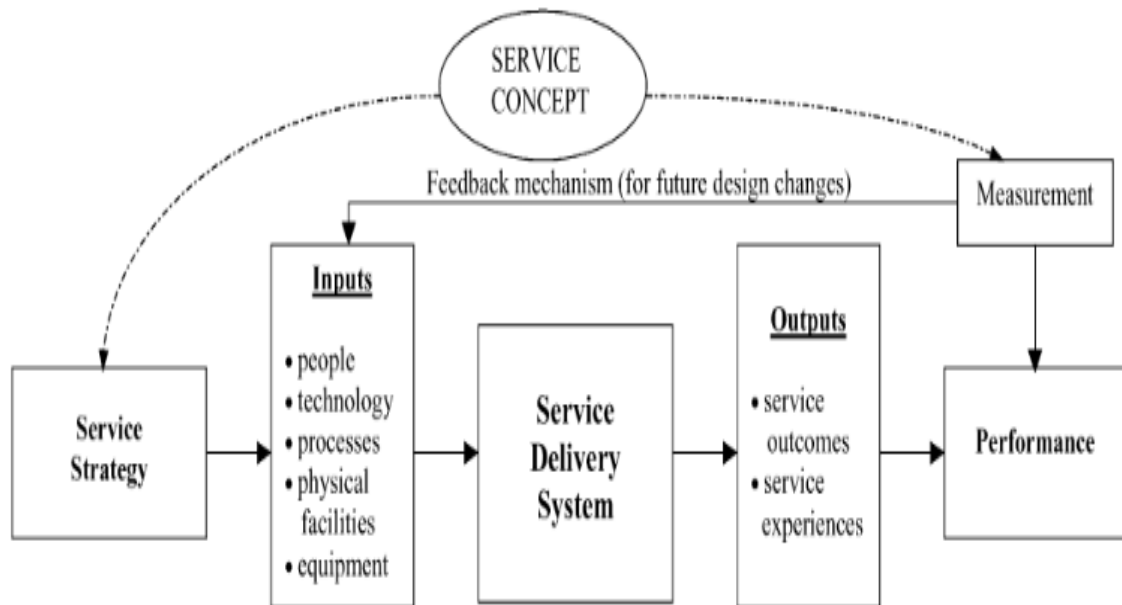 SERVICE
CONCEPT
Feedback mechanism (for future design changes)
Measurement
Service
Strategy
Inputs
• people
• technology
• processes
• physical
facilities
• equipment
Service
Delivery
System
Outputs
• service
outcomes
• service
experiences
Performance